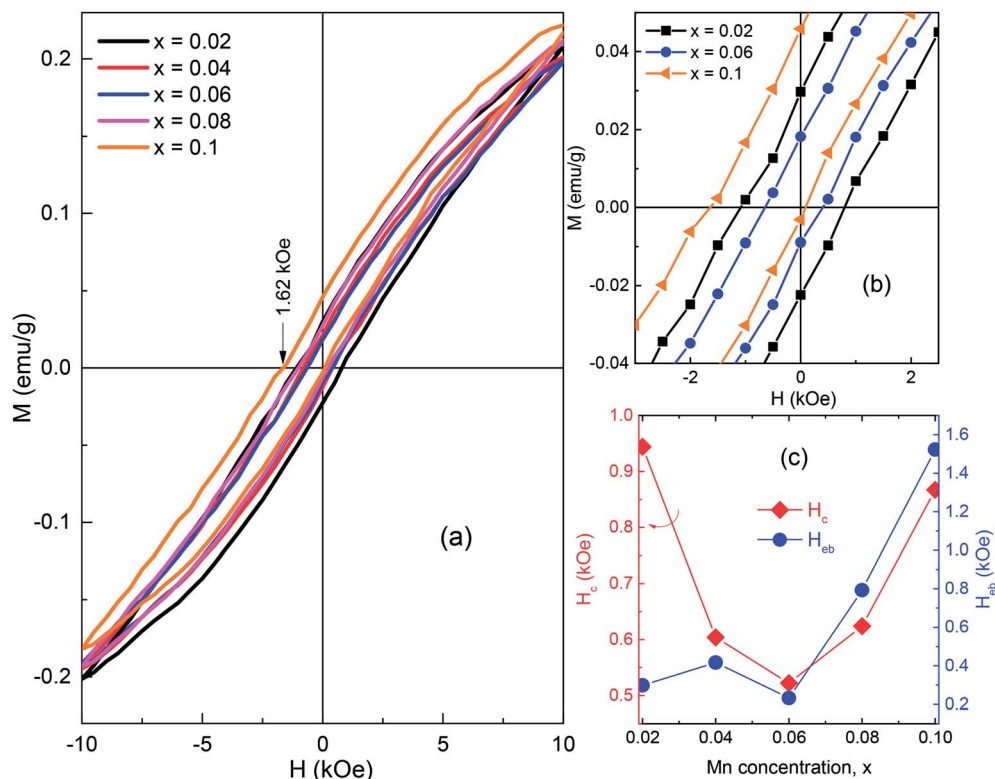 0.2
0.1
0.0
-0.1
-0.2
M (emu/g)
x = 0.02
x = 0.04
x = 0.06
x = 0.08
x = 0.1
1.62 kOe
(a)
-10
-5
0
5
10
H (kOe)
0.04
0.02
0.00
-0.02
-0.04
M (emu/g)
x = 0.02
x = 0.06
x = 0.1
(b)
-2
0
2
H (kOe)
1.0
0.9
0.8
0.7
0.6
0.5
H_c (kOe)
(c)
H_c
H_eb
1.6
1.4
1.2
1.0
0.8
0.6
0.4
0.2
H_eb (kOe)
0.02
0.04
0.06
0.08
0.10
Mn concentration, x